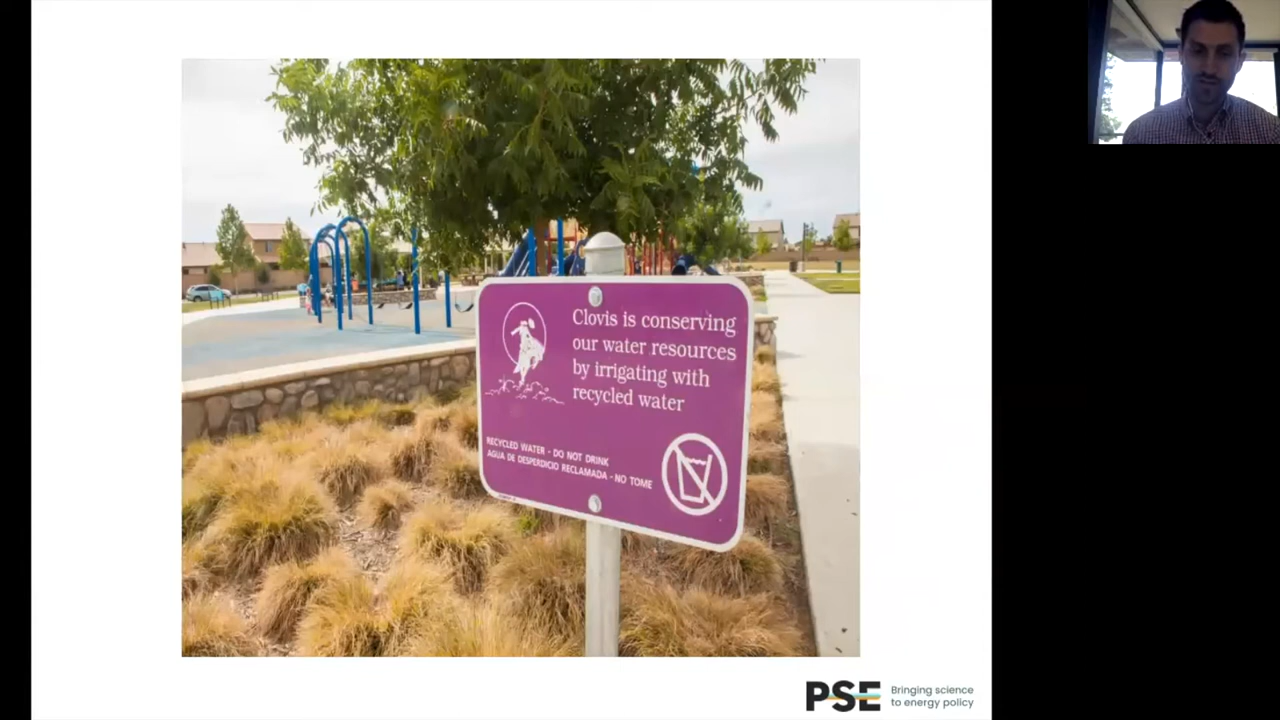 Clovis is conserving
our water resources
by irrigating with
recycled water
RECYCLED WATER - DO NOT DRINK
AGUA DE DESPERDICIO RECLAMADA - NO TOME
PSE
Bringing science
to energy policy